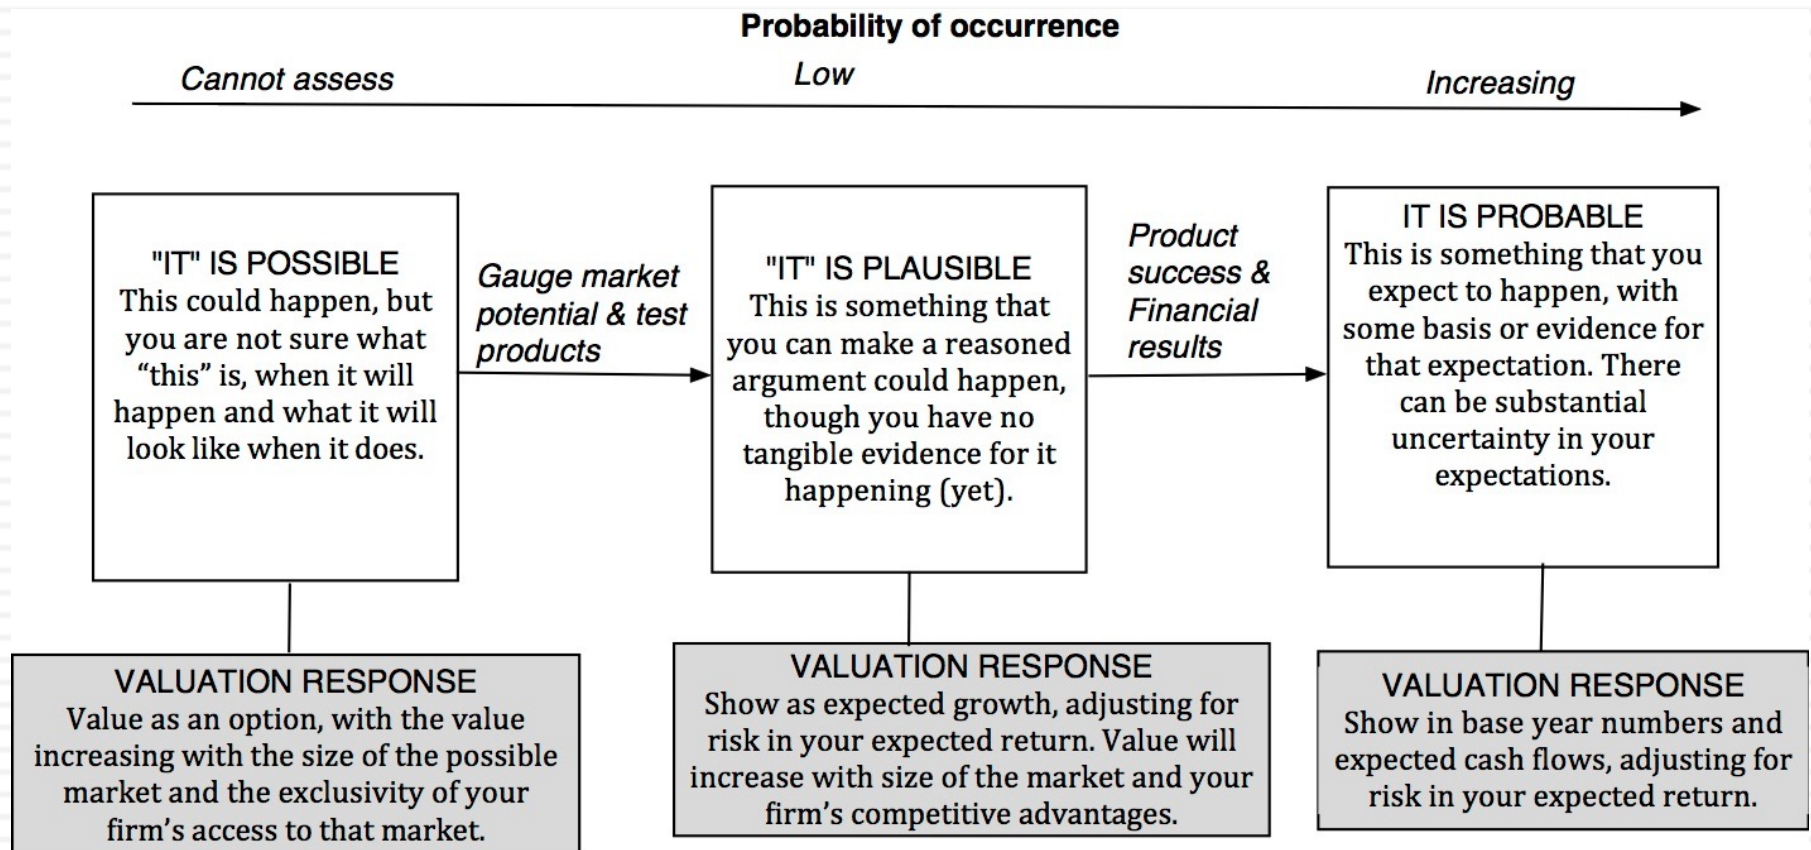 Probability of occurrence
Cannot assess
Low
Increasing
"IT" IS POSSIBLE
This could happen, but
you are not sure what
“this” is, when it will
happen and what it will
look like when it does.
Gauge market
potential & test
products
"IT" IS PLAUSIBLE
This is something that
you can make a reasoned
argument could happen,
though you have no
tangible evidence for it
happening (yet).
Product
success &
Financial
results
IT IS PROBABLE
This is something that you
expect to happen, with
some basis or evidence for
that expectation. There
can be substantial
uncertainty in your
expectations.
VALUATION RESPONSE
Value as an option, with the value
increasing with the size of the possible
market and the exclusivity of your
firm’s access to that market.
VALUATION RESPONSE
Show as expected growth, adjusting for
risk in your expected return. Value will
increase with size of the market and your
firm’s competitive advantages.
VALUATION RESPONSE
Show in base year numbers and
expected cash flows, adjusting for
risk in your expected return.